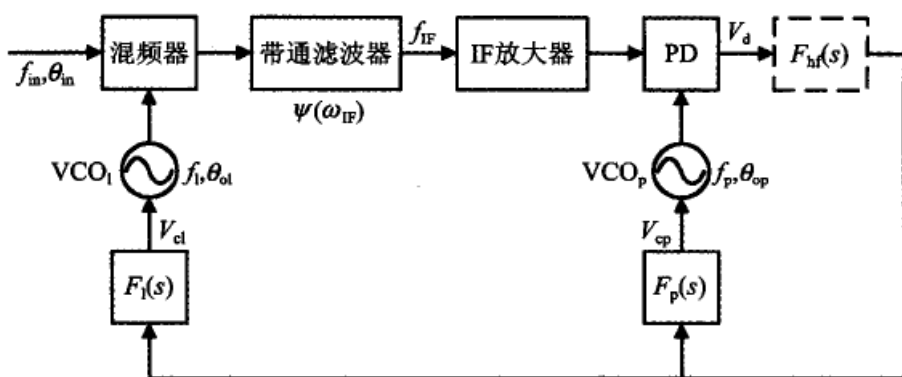 混频器
带通滤波器
f_IF
IF放大器
PD
V_d
F_hf(s)
f_in,θ_in
Ψ(ω_IF)
VCO_l
f_l,θ_ol
VCO_p
f_p,θ_op
V_cl
V_cp
F_l(s)
F_p(s)